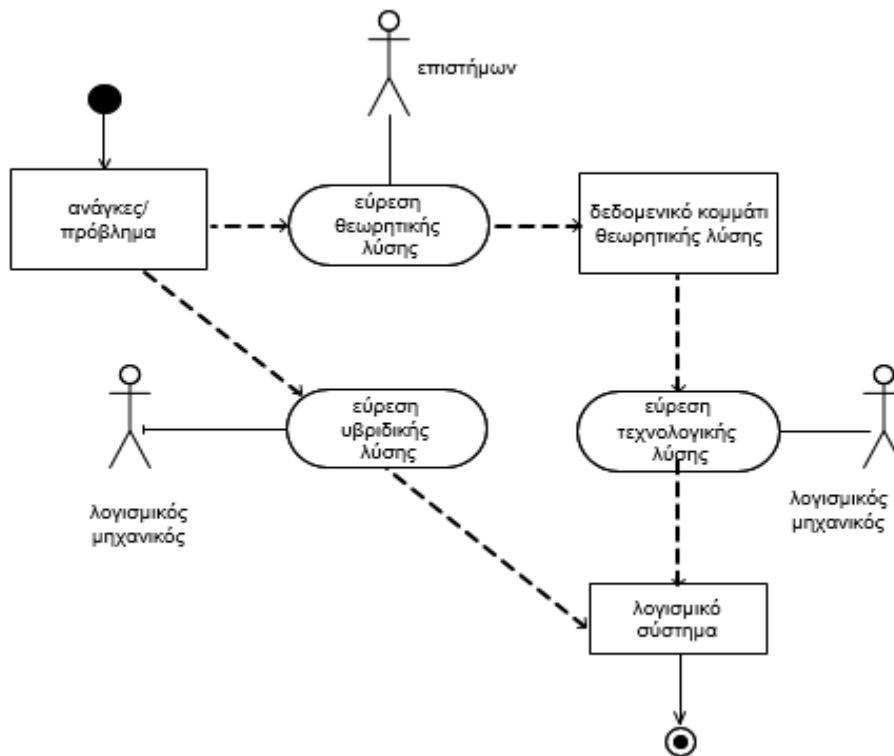 επιστήμων
ανάγκες/
πρόβλημα
εύρεση
θεωρητικής
λύσης
δεδομενικό κομμάτι
θεωρητικής λύσης
εύρεση
υβριδικής
λύσης
εύρεση
τεχνολογικής
λύσης
λογισμικός
μηχανικός
λογισμικός
μηχανικός
λογισμικό
σύστημα